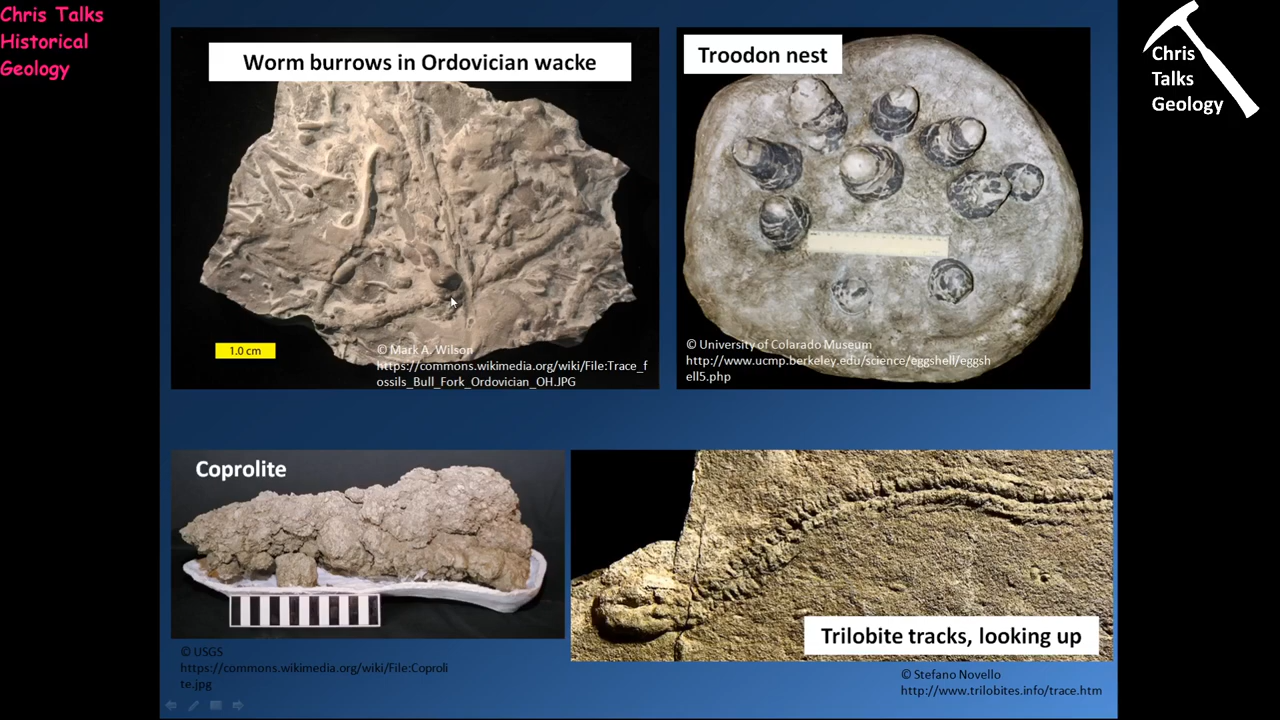 Chris Talks
Historical
Geology
Chris
Talks
Geology
Worm burrows in Ordovician wacke
1.0 cm
© Mark A. Wilson
https://commons.wikimedia.org/wiki/File:Trace_f
ossils_Bull_Fork_Ordovician_OH.JPG
Troodon nest
© University of Colarado Museum
http://www.ucmp.berkeley.edu/science/eggshell/eggsh
ell5.php
Coprolite
© USGS
https://commons.wikimedia.org/wiki/File:Coproli
te.jpg
Trilobite tracks, looking up
© Stefano Novello
http://www.trilobites.info/trace.htm